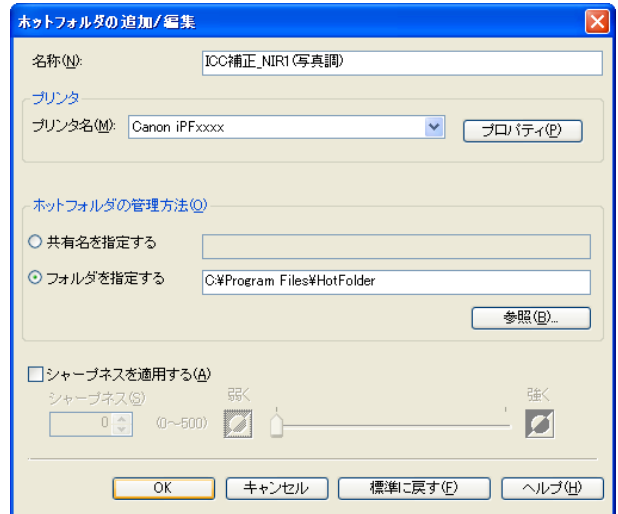 ホットフォルダの追加/編集
名称(N):
ICC補正_NIR1(写真調)
プリンタ
プリンタ名(M):
Canon iPFxxxx
プロパティ(P)
ホットフォルダの管理方法(O)
共有名を指定する
フォルダを指定する
C:¥Program Files¥HotFolder
参照(B)...
シャープネスを適用する(A)
シャープネス(S)
弱く
強く
0
(0~500)
OK
キャンセル
標準に戻す(F)
ヘルプ(H)